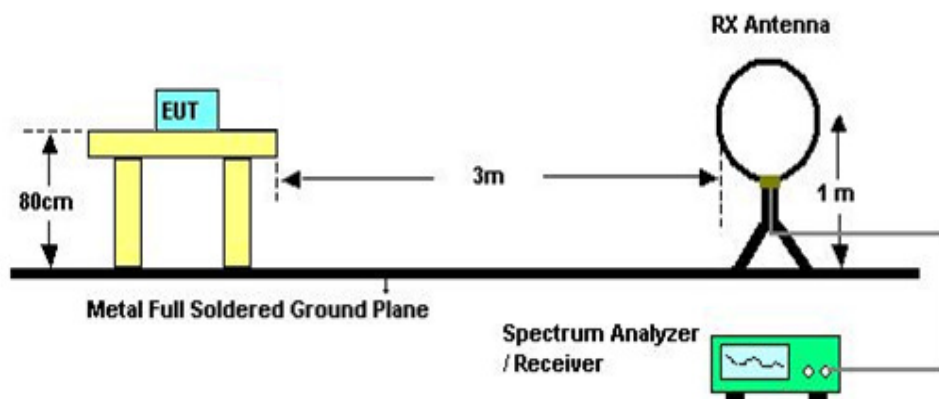 RX Antenna
EUT
80cm
3m
1 m
Metal Full Soldered Ground Plane
Spectrum Analyzer
/ Receiver